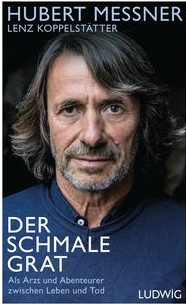 HUBERT MESSNER
LENZ KOPPELSTÄTTER
DER
SCHMALE
GRAT
Als Arzt und Abenteurer
zwischen Leben und Tod
LUDWiG